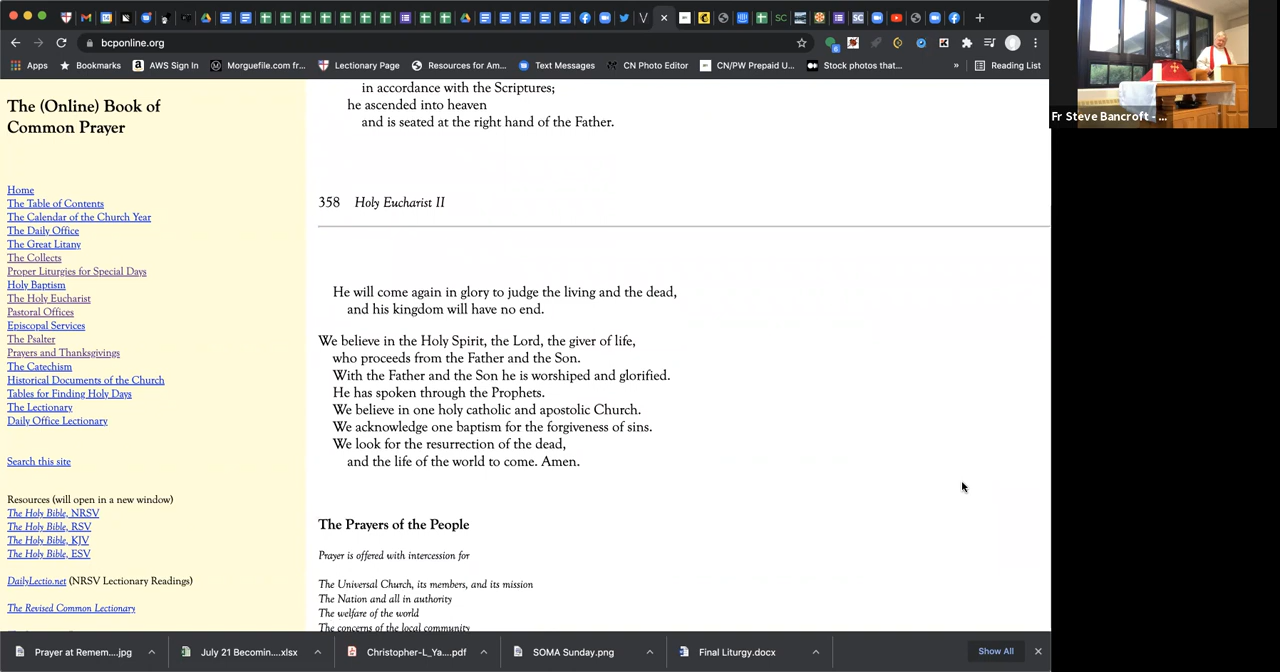 bcponline.org
Apps
Bookmarks
AWS Sign In
Morguefile.com fr...
Lectionary Page
Resources for Am...
Text Messages
CN Photo Editor
CN/PW Prepaid U...
Stock photos that...
»
Reading List
The (Online) Book of
Common Prayer
Home
The Table of Contents
The Calendar of the Church Year
The Daily Office
The Great Litany
The Collects
Proper Liturgies for Special Days
Holy Baptism
The Holy Eucharist
Pastoral Offices
Episcopal Services
The Psalter
Prayers and Thanksgivings
The Catechism
Historical Documents of the Church
Tables for Finding Holy Days
The Lectionary
Daily Office Lectionary
Search this site
Resources (will open in a new window)
The Holy Bible, NRSV
The Holy Bible, RSV
The Holy Bible, KJV
The Holy Bible, ESV
DailyLectio.net (NRSV Lectionary Readings)
The Revised Common Lectionary
in accordance with the Scriptures;
he ascended into heaven
and is seated at the right hand of the Father.
358 Holy Eucharist II
He will come again in glory to judge the living and the dead,
and his kingdom will have no end.
We believe in the Holy Spirit, the Lord, the giver of life,
who proceeds from the Father and the Son.
With the Father and the Son he is worshiped and glorified.
He has spoken through the Prophets.
We believe in one holy catholic and apostolic Church.
We acknowledge one baptism for the forgiveness of sins.
We look for the resurrection of the dead,
and the life of the world to come. Amen.
The Prayers of the People
Prayer is offered with intercession for
The Universal Church, its members, and its mission
The Nation and all in authority
The welfare of the world
The concerns of the local community
Fr Steve Bancroft - ...
Prayer at Remem....jpg
July 21 Becomin....xlsx
Christopher-L_Ya....pdf
SOMA Sunday.png
Final Liturgy.docx
Show All